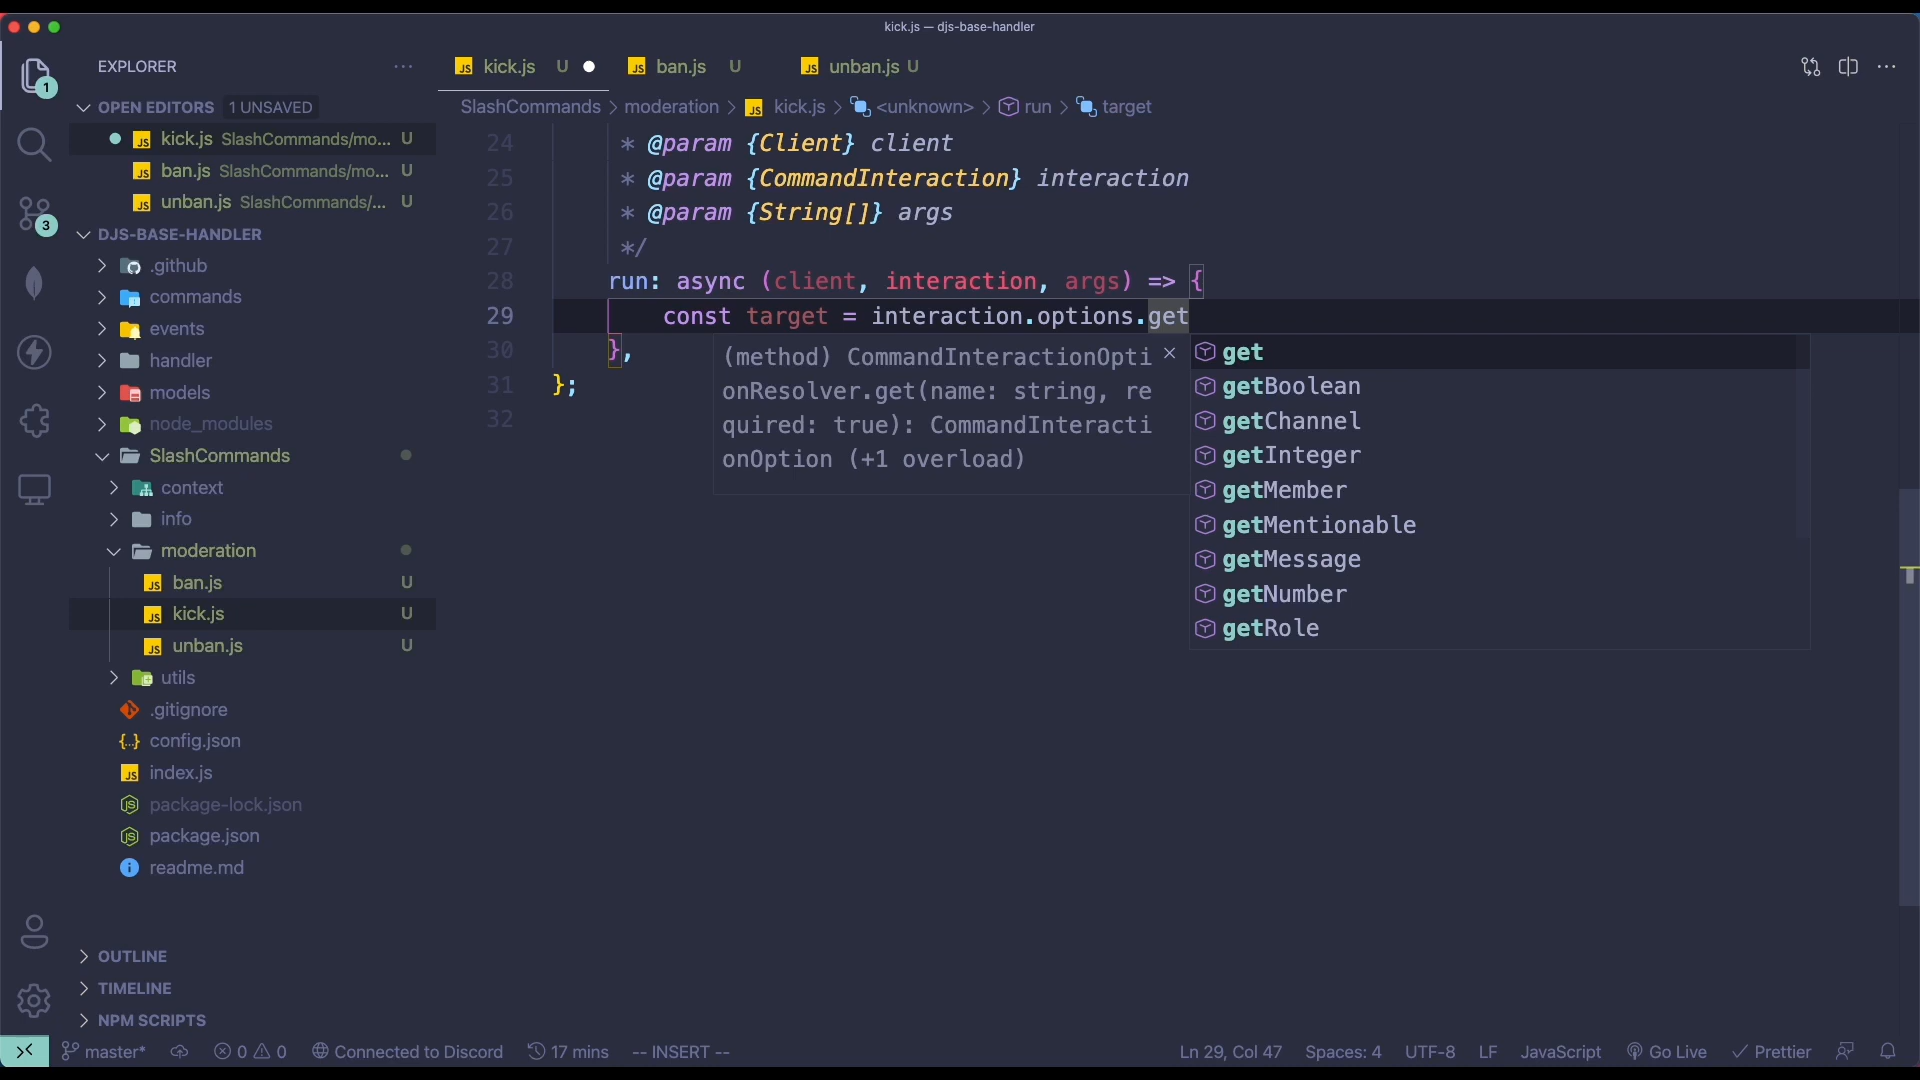 kick.js — djs-base-handler
EXPLORER
kick.js U
ban.js U
unban.js U
OPEN EDITORS 1 UNSAVED
SlashCommands > moderation > kick.js > <unknown> > run > target
kick.js SlashCommands/mo... U
ban.js SlashCommands/mo... U
unban.js SlashCommands/... U
DJS-BASE-HANDLER
.github
commands
events
handler
models
node_modules
SlashCommands
context
info
moderation
ban.js U
kick.js U
unban.js U
utils
.gitignore
config.json
index.js
package-lock.json
package.json
readme.md
OUTLINE
TIMELINE
NPM SCRIPTS
1
3
24 * @param {Client} client
25 * @param {CommandInteraction} interaction
26 * @param {String[]} args
27 */
28 run: async (client, interaction, args) => {
29 const target = interaction.options.get
30 },
31 };
32
(method) CommandInteractionOpti
onResolver.get(name: string, re
quired: true): CommandInteracti
onOption (+1 overload)
get
getBoolean
getChannel
getInteger
getMember
getMentionable
getMessage
getNumber
getRole
master* 0 0 Connected to Discord 17 mins -- INSERT -- Ln 29, Col 47 Spaces: 4 UTF-8 LF JavaScript Go Live Prettier